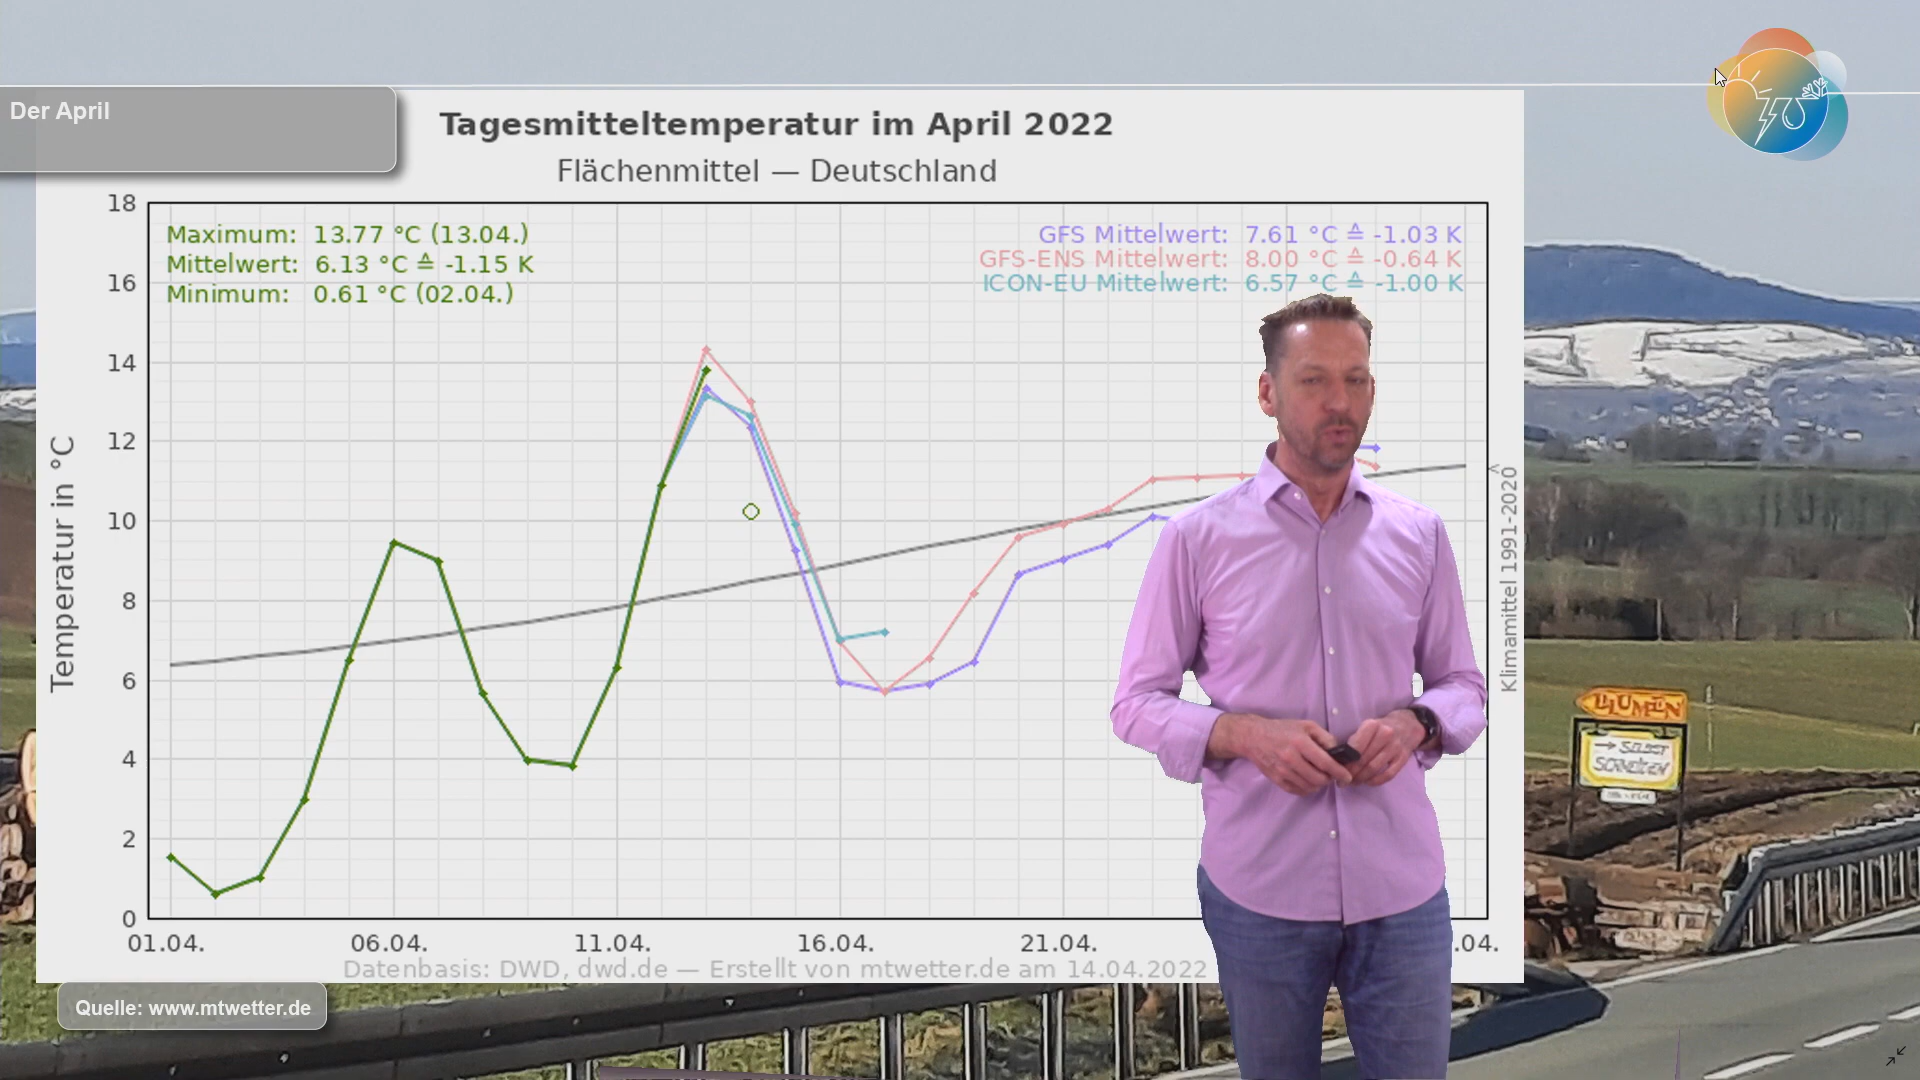 Der April
Tagesmitteltemperatur im April 2022
Flächenmittel — Deutschland
Maximum: 13.77 °C (13.04.)
Mittelwert: 6.13 °C ≙ -1.15 K
Minimum: 0.61 °C (02.04.)
GFS Mittelwert: 7.61 °C ≙ -1.03 K
GFS-ENS Mittelwert: 8.00 °C ≙ -0.64 K
ICON-EU Mittelwert: 6.57 °C ≙ -1.00 K
18
16
14
12
10
8
6
4
2
0
Temperatur in °C
Klimamittel 1991-2020
01.04. 06.04. 11.04. 16.04. 21.04. .04.
Datenbasis: DWD, dwd.de — Erstellt von mtwetter.de am 14.04.2022
BLUMEN
SELBST
SCHNEIDEN
Quelle: www.mtwetter.de